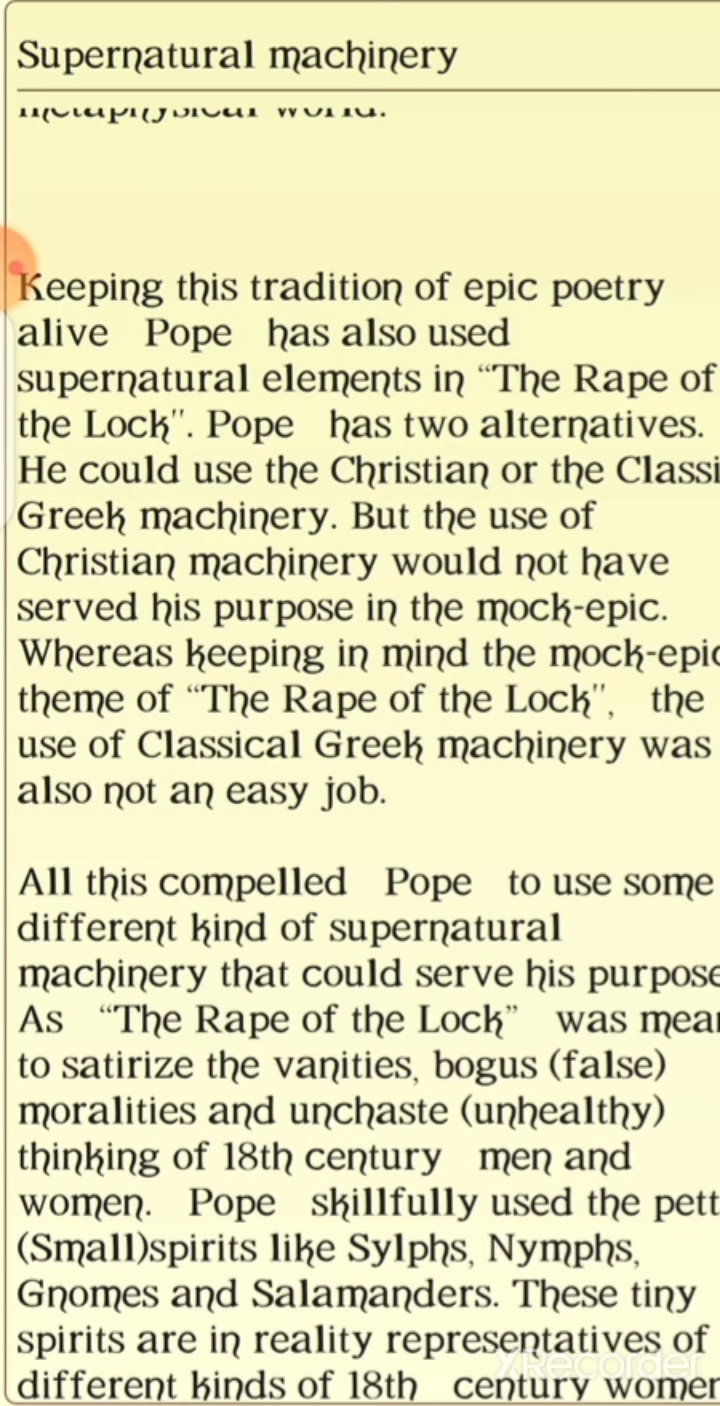 Supernatural machinery
metaphysical world.
Keeping this tradition of epic poetry
alive Pope has also used
supernatural elements in “The Rape of
the Lock". Pope has two alternatives.
He could use the Christian or the Classi
Greek machinery. But the use of
Christian machinery would not have
served his purpose in the mock-epic.
Whereas keeping in mind the mock-epic
theme of “The Rape of the Lock", the
use of Classical Greek machinery was
also not an easy job.
All this compelled Pope to use some
different kind of supernatural
machinery that could serve his purpose
As “The Rape of the Lock” was mean
to satirize the vanities, bogus (false)
moralities and unchaste (unhealthy)
thinking of 18th century men and
women. Pope skillfully used the pett
(Small)spirits like Sylphs, Nymphs,
Gnomes and Salamanders. These tiny
spirits are in reality representatives of
different kinds of 18th century women
XRecorder